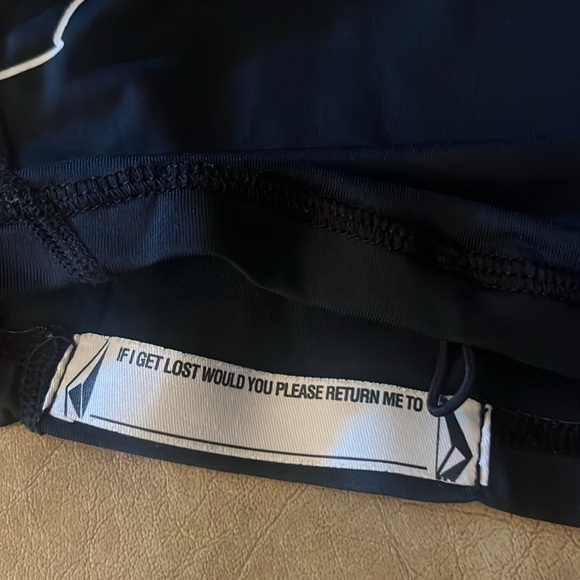 IF I GET LOST WOULD YOU PLEASE RETURN ME TO